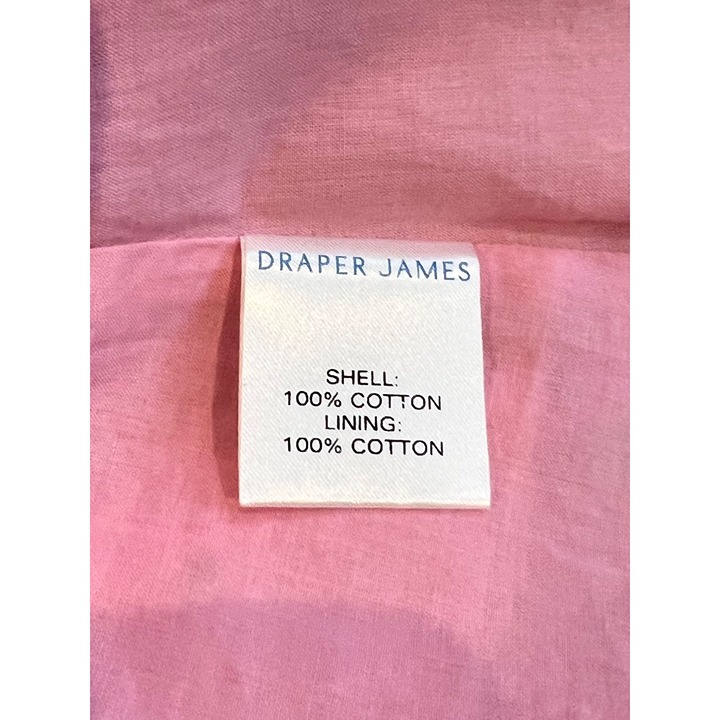 DRAPER JAMES
SHELL:
100% COTTON
LINING:
100% COTTON